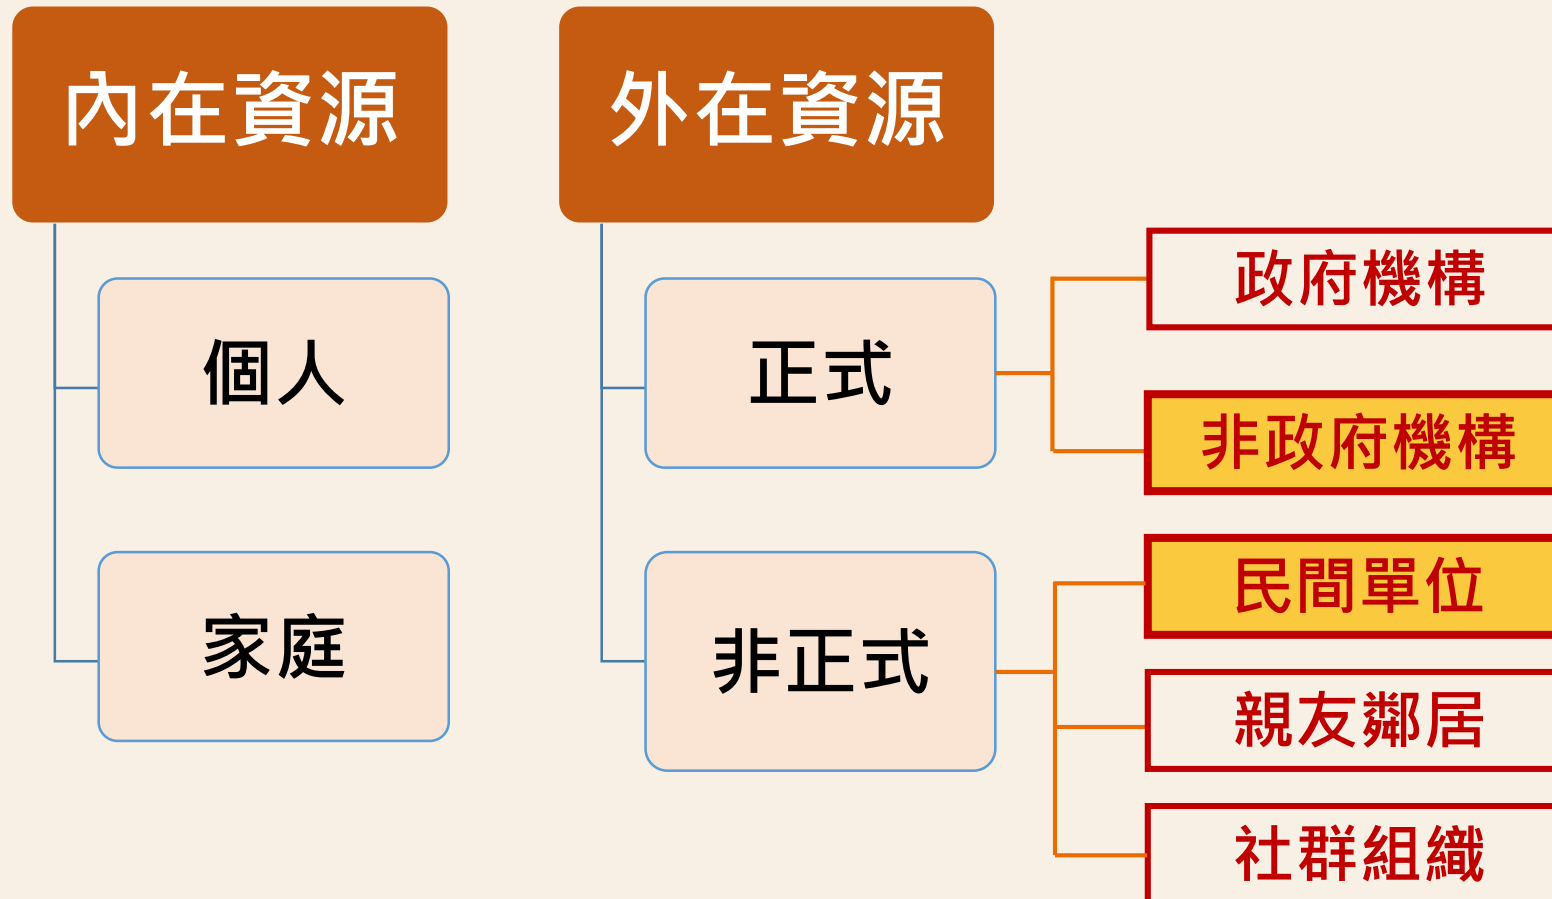 內在資源
個人
家庭
外在資源
正式
政府機構
非政府機構
非正式
民間單位
親友鄰居
社群組織